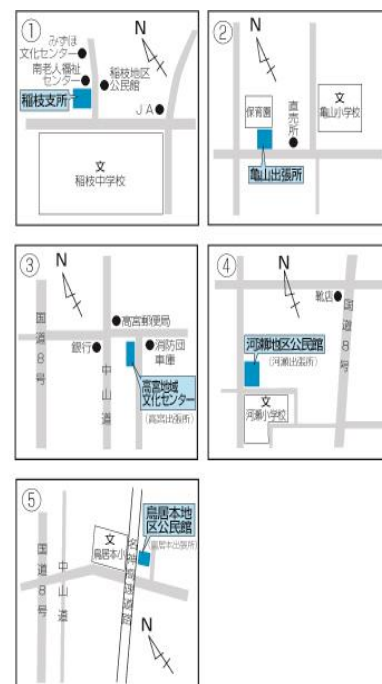 ①
N
みずほ
文化センター
南老人福祉
センター
稲枝地区
公民館
稲枝支所
JA
文
稲枝中学校
②
N
保育園
直売所
文
亀山小学校
亀山出張所
③
N
国道8号
高宮郵便局
銀行
消防団
車庫
中山道
高宮地域
文化センター
(高宮出張所)
④
N
靴店
国道8号
河瀬地区公民館
(河瀬出張所)
文
河瀬小学校
⑤
鳥居本地
区公民館
(鳥居本出張所)
文
鳥居本小
国道8号
中山道
名神高速道路
N